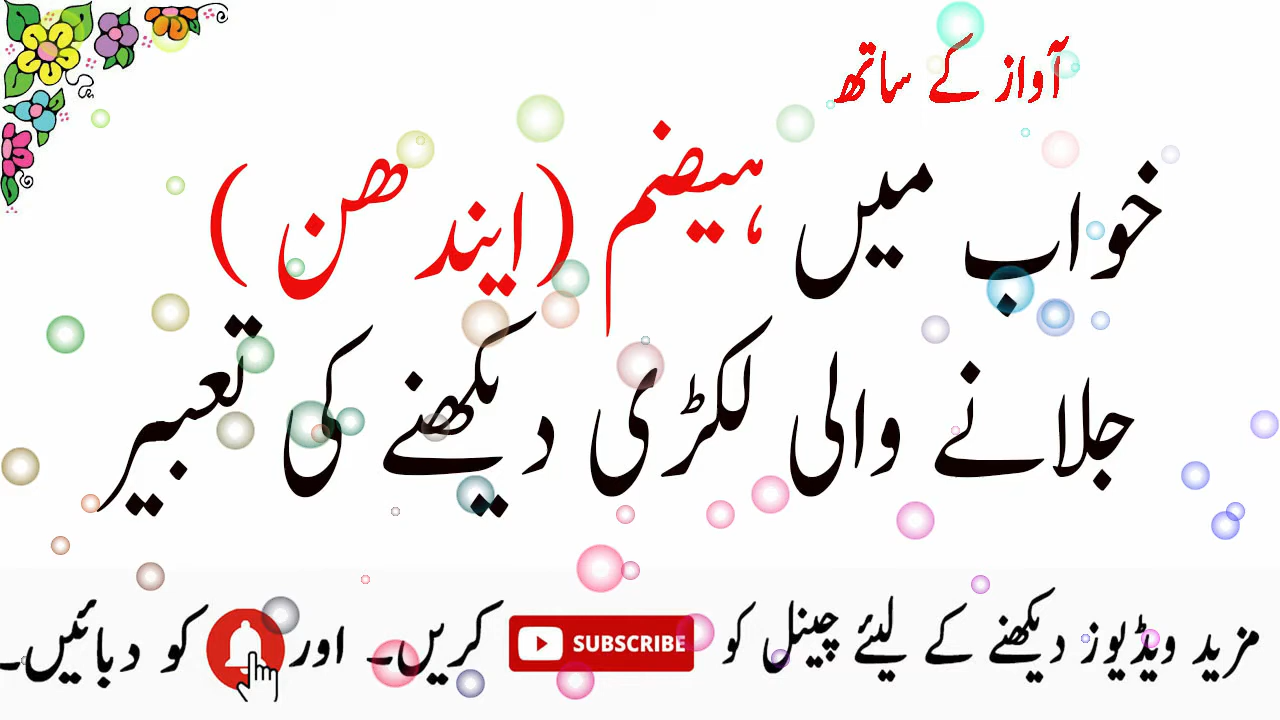 آواز کے ساتھ
خواب میں ہیضم (ایندھن)
جلانے والی لکڑی دیکھنے کی تعبیر
مزید ویڈیوز دیکھنے کے لیئے چینل کو SUBSCRIBE کریں۔ اور کو دبائیں۔